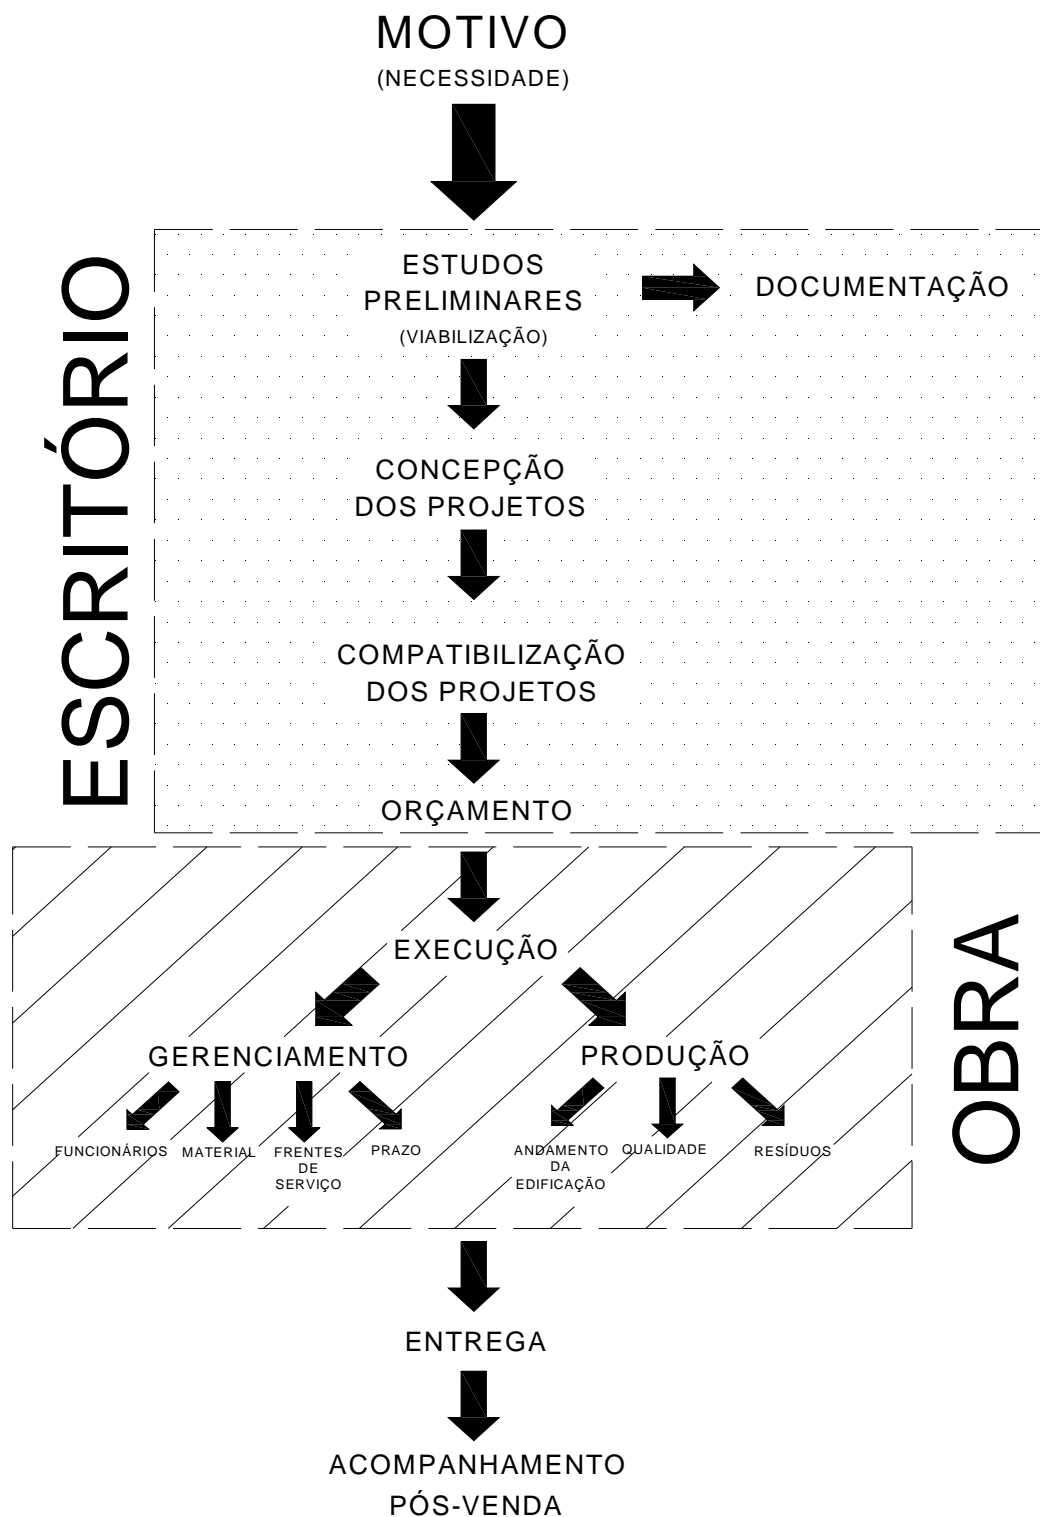 MOTIVO
(NECESSIDADE)
ESCRITÓRIO
ESTUDOS
PRELIMINARES
(VIABILIZAÇÃO)
DOCUMENTAÇÃO
CONCEPÇÃO
DOS PROJETOS
COMPATIBILIZAÇÃO
DOS PROJETOS
ORÇAMENTO
OBRA
EXECUÇÃO
GERENCIAMENTO
PRODUÇÃO
FUNCIONÁRIOS
MATERIAL
FRENTES
DE
SERVIÇO
PRAZO
ANDAMENTO
DA
EDIFICAÇÃO
QUALIDADE
RESÍDUOS
ENTREGA
ACOMPANHAMENTO
PÓS-VENDA